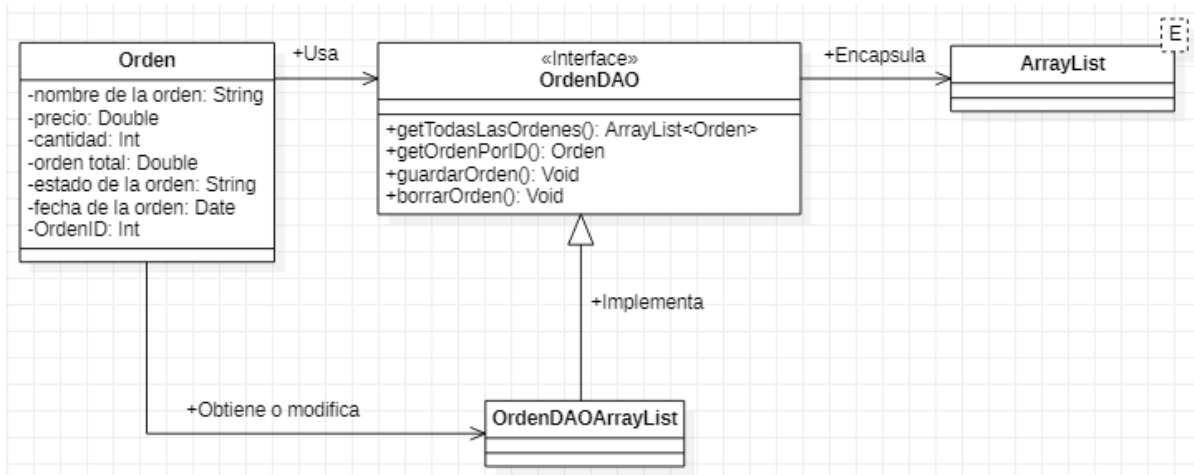 Orden
-nombre de la orden: String
-precio: Double
-cantidad: Int
-orden total: Double
-estado de la orden: String
-fecha de la orden: Date
-OrdenID: Int
+Usa
«Interface»
OrdenDAO
+getTodasLasOrdenes(): ArrayList<Orden>
+getOrdenPorID(): Orden
+guardarOrden(): Void
+borrarOrden(): Void
+Encapsula
ArrayList
E
+Implementa
+Obtiene o modifica
OrdenDAOArrayList